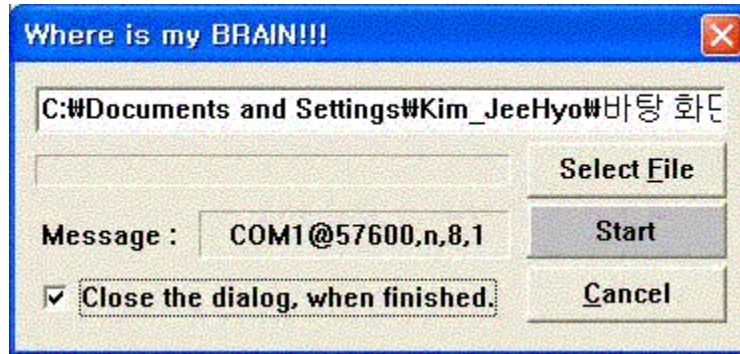 Where is my BRAIN!!!
C:₩Documents and Settings₩Kim_JeeHyo₩바탕
Select File
Message : COM1@57600,n,8,1
Start
Close the dialog, when finished.
Cancel